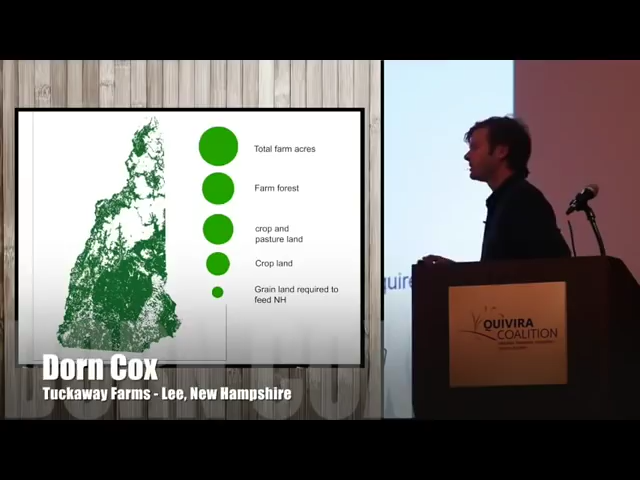 Total farm acres
Farm forest
crop and
pasture land
Crop land
Grain land required to
feed NH
quire
QUIVIRA
COALITION
Dorn Cox
Tuckaway Farms - Lee, New Hampshire